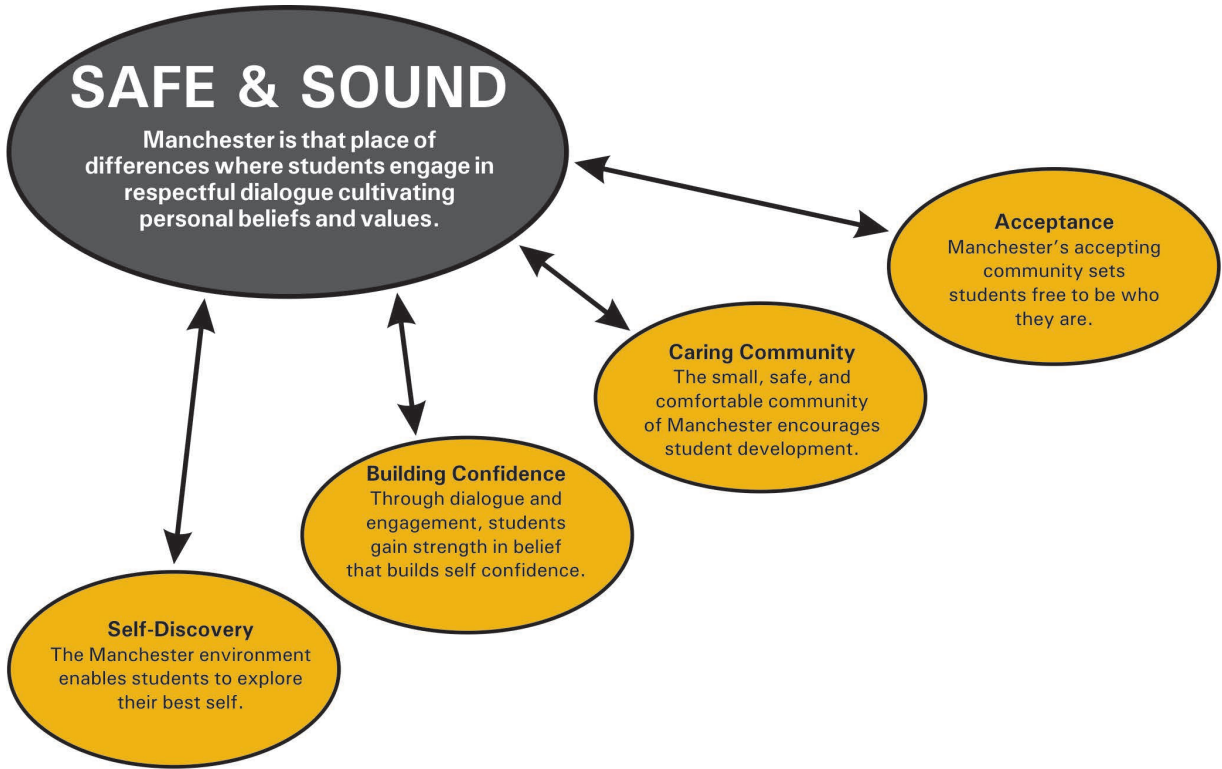 SAFE & SOUND
Manchester is that place of
differences where students engage in
respectful dialogue cultivating
personal beliefs and values.
Acceptance
Manchester’s accepting
community sets
students free to be who
they are.
Caring Community
The small, safe, and
comfortable community
of Manchester encourages
student development.
Building Confidence
Through dialogue and
engagement, students
gain strength in belief
that builds self confidence.
Self-Discovery
The Manchester environment
enables students to explore
their best self.